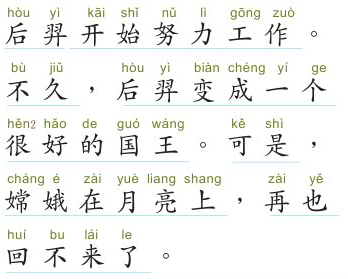 hòu yì kāi shǐ nǔ lì gōng zuò
后羿开始努力工作。
bù jiǔ hòu yì biàn chéng yí ge
不久，后羿变成一个
hěn2 hǎo de guó wáng kě shì
很好的国王。可是，
cháng é zài yuè liang shang zài yě
嫦娥在月亮上，再也
huí bu lái le
回不来了。